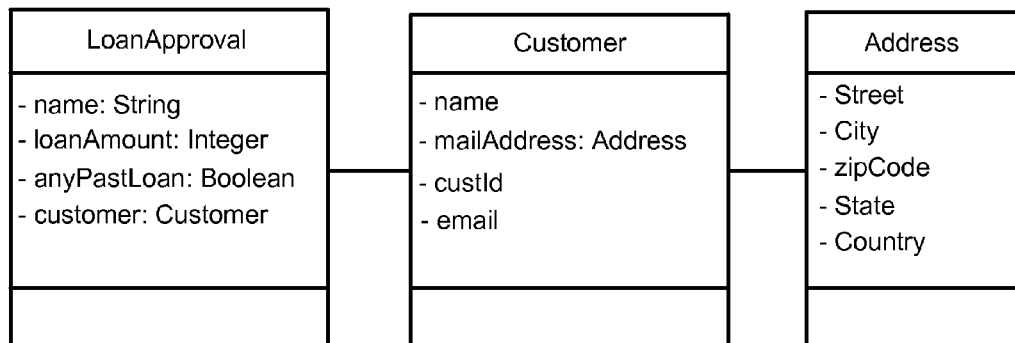 LoanApproval
- name: String
- loanAmount: Integer
- anyPastLoan: Boolean
- customer: Customer
Customer
- name
- mailAddress: Address
- custId
- email
Address
- Street
- City
- zipCode
- State
- Country